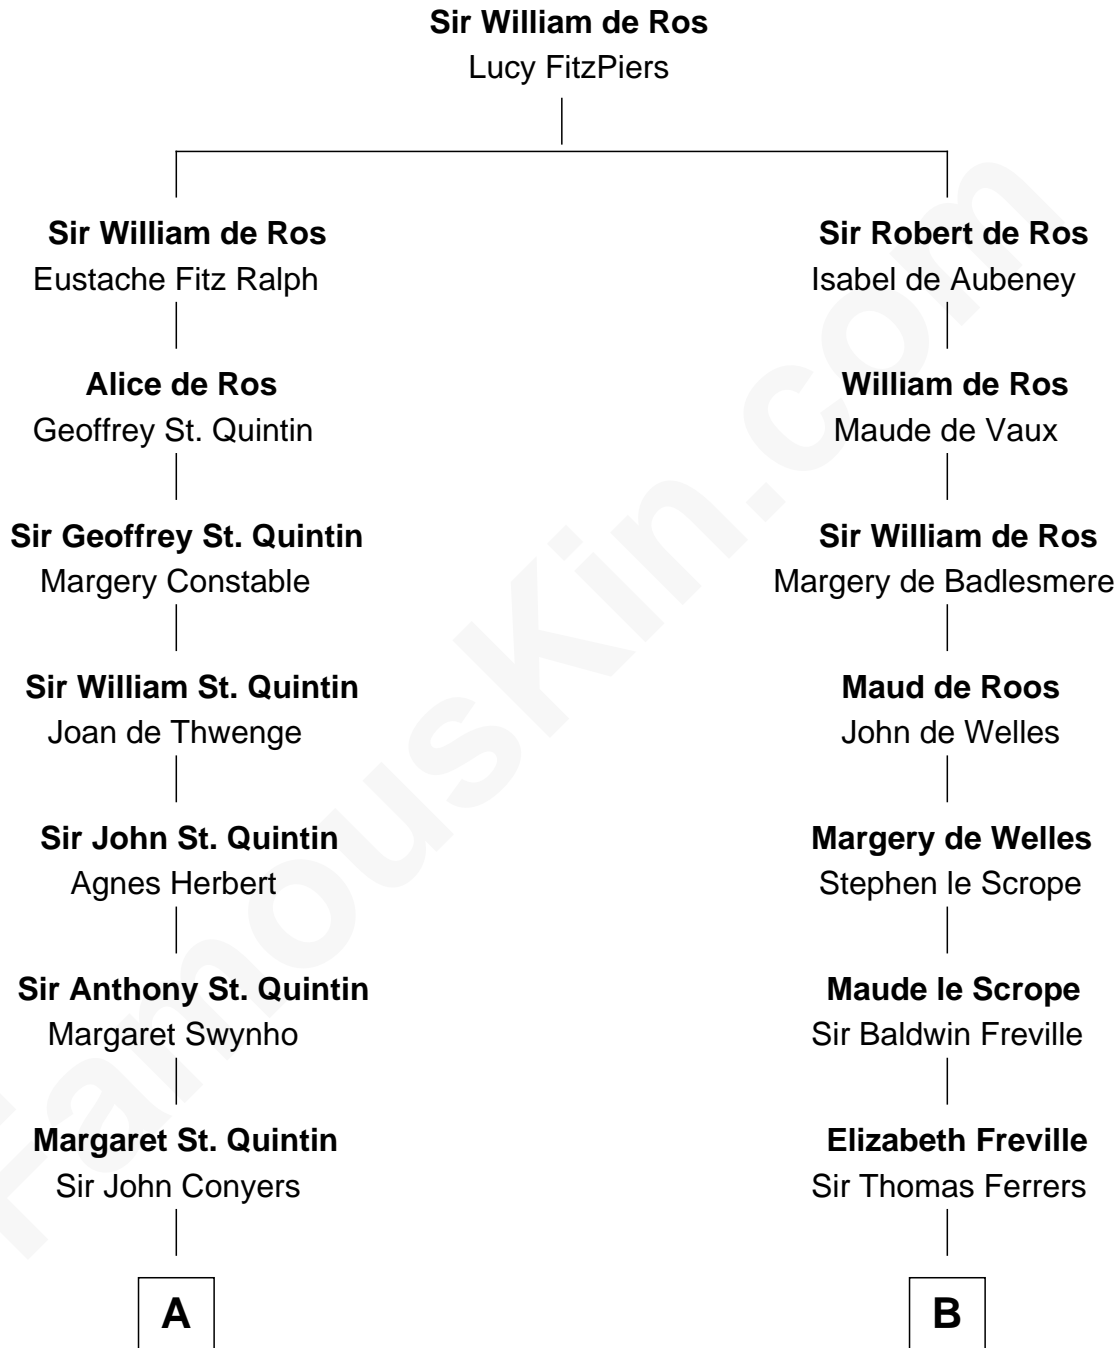 Sir William de Ros
Lucy FitzPiers
Sir William de Ros
Eustache Fitz Ralph
Sir Robert de Ros
Isabel de Aubeney
Alice de Ros
Geoffrey St. Quintin
William de Ros
Maude de Vaux
Sir Geoffrey St. Quintin
Margery Constable
Sir William de Ros
Margery de Badlesmere
Sir William St. Quintin
Joan de Thwenge
Maud de Roos
John de Welles
Sir John St. Quintin
Agnes Herbert
Margery de Welles
Stephen le Scrope
Sir Anthony St. Quintin
Margaret Swynho
Maude le Scrope
Sir Baldwin Freville
Margaret St. Quintin
Sir John Conyers
Elizabeth Freville
Sir Thomas Ferrers
A
B
FamousKin.com